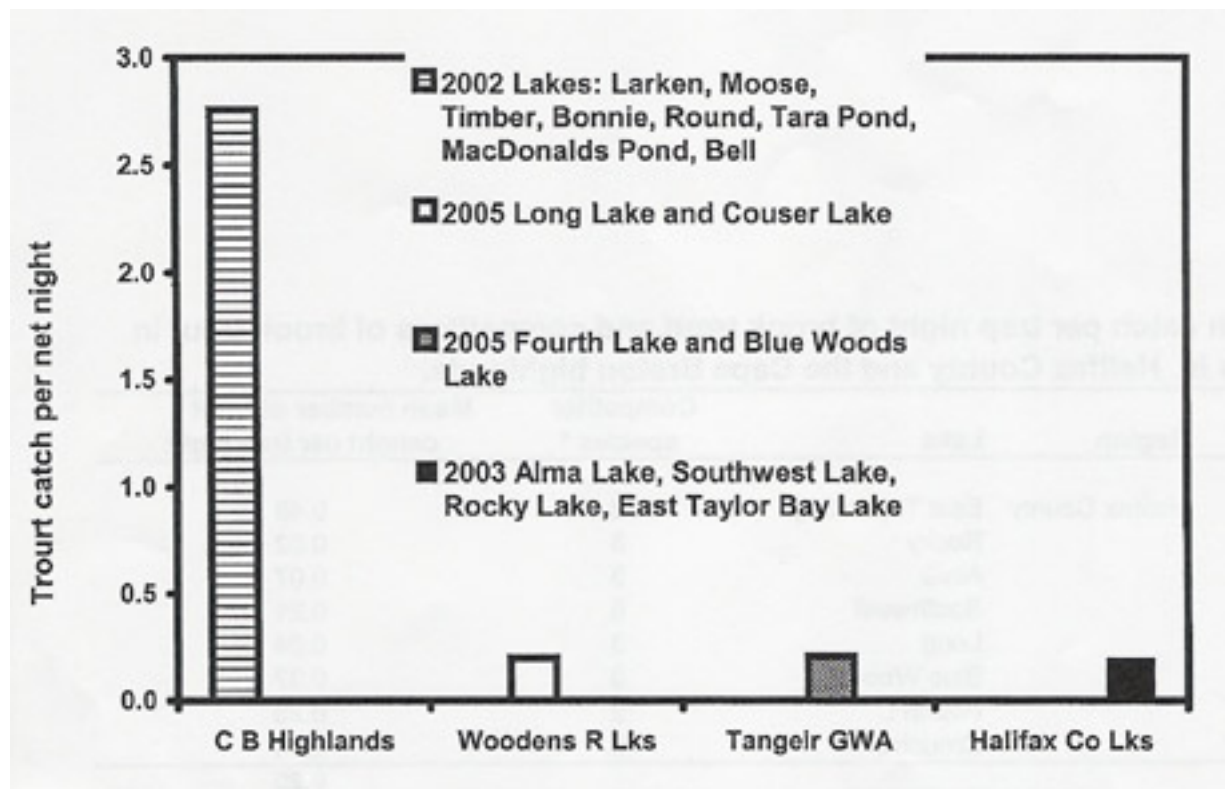 3.0
2.5
2.0
1.5
1.0
0.5
0.0
Trourt catch per net night
2002 Lakes: Larken, Moose,
Timber, Bonnie, Round, Tara Pond,
MacDonalds Pond, Bell
2005 Long Lake and Couser Lake
2005 Fourth Lake and Blue Woods
Lake
2003 Alma Lake, Southwest Lake,
Rocky Lake, East Taylor Bay Lake
C B Highlands
Woodens R Lks
Tangeir GWA
Halifax Co Lks